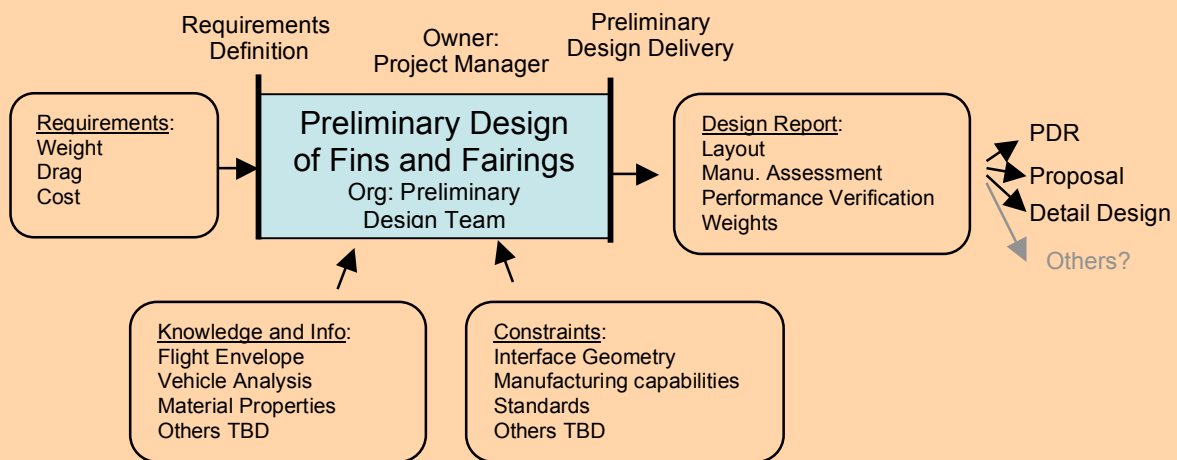 Requirements
Definition
Owner:
Project Manager
Preliminary
Design Delivery
Requirements:
Weight
Drag
Cost
Preliminary Design
of Fins and Fairings
Org: Preliminary
Design Team
Design Report:
Layout
Manu. Assessment
Performance Verification
Weights
PDR
Proposal
Detail Design
Others?
Knowledge and Info:
Flight Envelope
Vehicle Analysis
Material Properties
Others TBD
Constraints:
Interface Geometry
Manufacturing capabilities
Standards
Others TBD